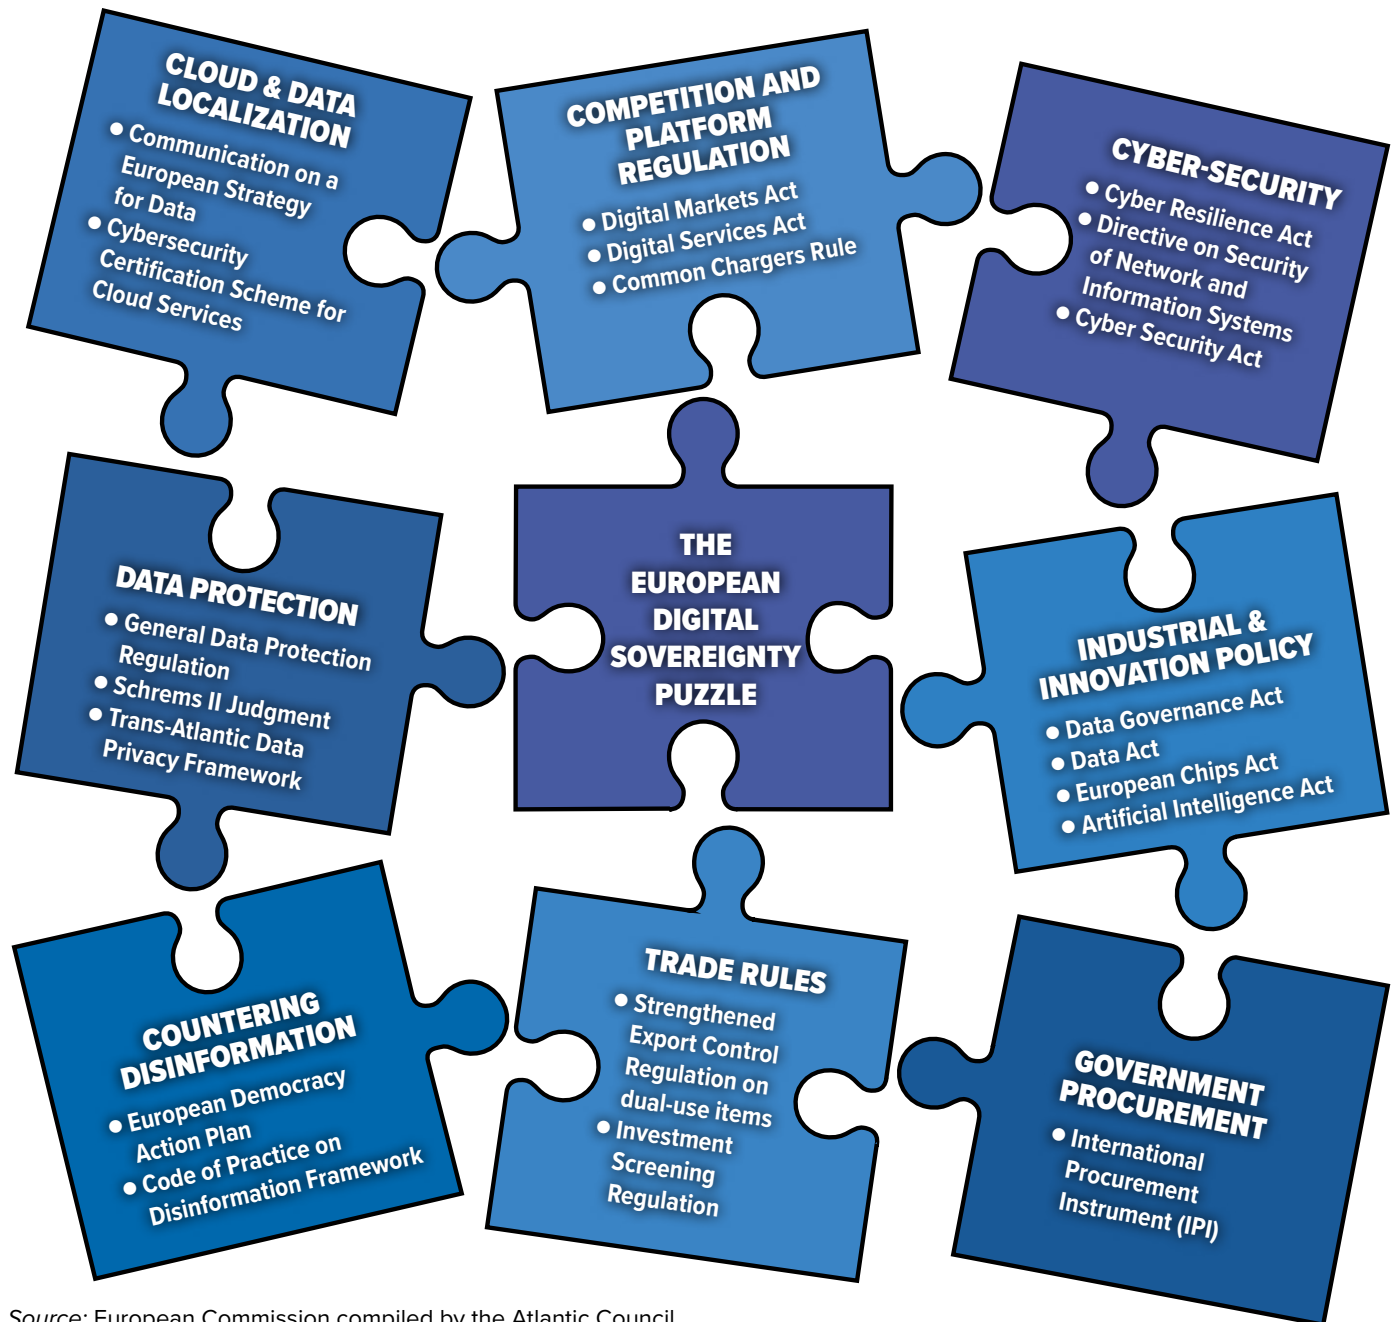 CLOUD & DATA
LOCALIZATION
● Communication on a
European Strategy
for Data
● Cybersecurity
Certification Scheme for
Cloud Services
COMPETITION AND
PLATFORM
REGULATION
● Digital Markets Act
● Digital Services Act
● Common Chargers Rule
CYBER-SECURITY
● Cyber Resilience Act
● Directive on Security
of Network and
Information Systems
● Cyber Security Act
DATA PROTECTION
● General Data Protection
Regulation
● Schrems II Judgment
● Trans-Atlantic Data
Privacy Framework
THE
EUROPEAN
DIGITAL
SOVEREIGNTY
PUZZLE
INDUSTRIAL &
INNOVATION POLICY
● Data Governance Act
● Data Act
● European Chips Act
● Artificial Intelligence Act
COUNTERING
DISINFORMATION
● European Democracy
Action Plan
● Code of Practice on
Disinformation Framework
TRADE RULES
● Strengthened
Export Control
Regulation on
dual-use items
● Investment
Screening
Regulation
GOVERNMENT
PROCUREMENT
● International
Procurement
Instrument (IPI)
Source: European Commission compiled by the Atlantic Council